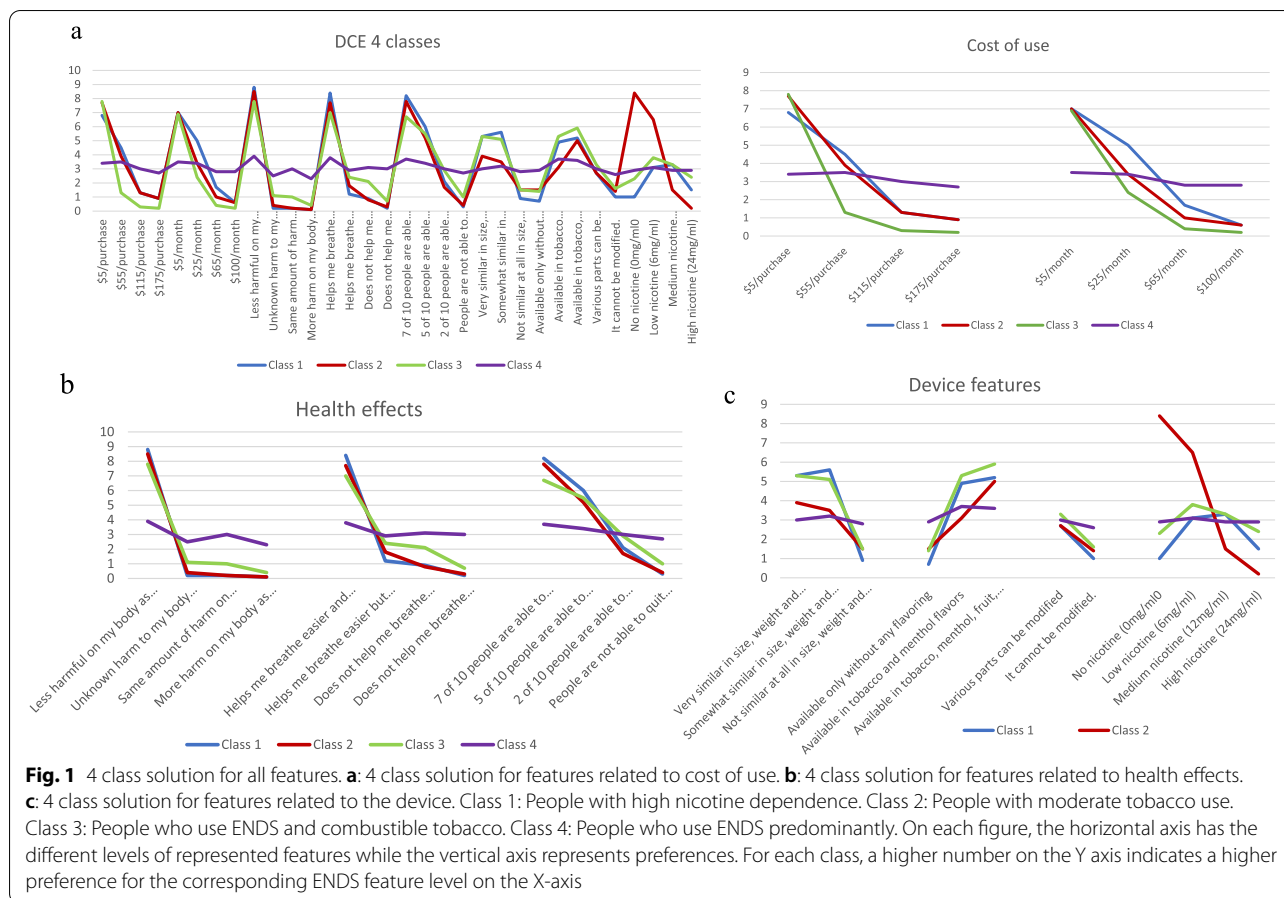 a
DCE 4 classes
10
9
8
7
6
5
4
3
2
1
0
$5/purchase
$55/purchase
$115/purchase
$175/purchase
$5/month
$25/month
$65/month
$100/month
Less harmful on my...
Unknown harm to my...
Same amount of harm...
More harm on my body...
Helps me breathe...
Helps me breathe...
Does not help me...
Does not help me...
7 of 10 people are able...
5 of 10 people are able...
2 of 10 people are able...
People are not able to...
Very similar in size,...
Somewhat similar in...
Not similar at all in size,...
Available only without...
Available in tobacco...
Available in tobacco,...
Various parts can be...
It cannot be modified.
No nicotine (0mg/ml0
Low nicotine (6mg/ml)
Medium nicotine...
High nicotine (24mg/ml)
Class 1
Class 2
Class 3
Class 4
Cost of use
9
8
7
6
5
4
3
2
1
0
$5/purchase
$55/purchase
$115/purchase
$175/purchase
$5/month
$25/month
$65/month
$100/month
Class 1
Class 2
Class 3
Class 4
b
Health effects
10
9
8
7
6
5
4
3
2
1
0
Less harmful on my body as...
Unknown harm to my body...
Same amount of harm on...
More harm on my body as...
Helps me breathe easier and...
Helps me breathe easier but...
Does not help me breathe...
Does not help me breathe...
7 of 10 people are able to...
5 of 10 people are able to...
2 of 10 people are able to...
People are not able to quit...
Class 1
Class 2
Class 3
Class 4
c
Device features
9
8
7
6
5
4
3
2
1
0
Very similar in size, weight and...
Somewhat similar in size, weight and...
Not similar at all in size, weight and...
Available only without any flavoring
Available in tobacco and menthol flavors
Available in tobacco, menthol, fruit,...
Various parts can be modified
It cannot be modified.
No nicotine (0mg/ml0
Low nicotine (6mg/ml)
Medium nicotine (12mg/ml)
High nicotine (24mg/ml)
Class 1
Class 2
Fig. 1 4 class solution for all features. a: 4 class solution for features related to cost of use. b: 4 class solution for features related to health effects.
c: 4 class solution for features related to the device. Class 1: People with high nicotine dependence. Class 2: People with moderate tobacco use.
Class 3: People who use ENDS and combustible tobacco. Class 4: People who use ENDS predominantly. On each figure, the horizontal axis has the
different levels of represented features while the vertical axis represents preferences. For each class, a higher number on the Y axis indicates a higher
preference for the corresponding ENDS feature level on the X-axis